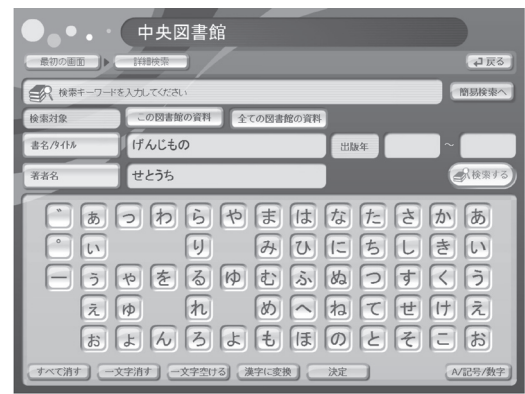 中央図書館
最初の画面 詳細検索 戻る
検索キーワードを入力してください 簡易検索へ
検索対象 この図書館の資料 全ての図書館の資料
書名/タイトル げんじもの 出版年 ～
著者名 せとうち 検索する
゛ ぁ っ わ ら や ま は な た さ か あ
゜ ぃ り み ひ に ち し き い
ー ぅ ゃ を る ゆ む ふ ぬ つ す く う
ぇ ゅ れ め へ ね て せ け え
ぉ ょ ん ろ よ も ほ の と そ こ お
すべて消す 一文字消す 一文字空ける 漢字に変換 決定 A/記号/数字